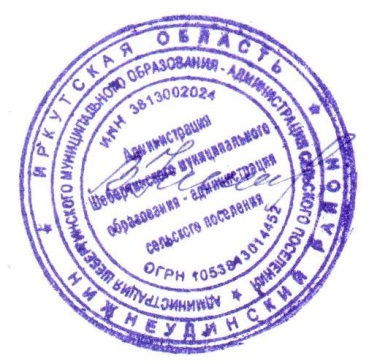 ИРКУТСКАЯ ОБЛАСТЬ * НИЖНЕУДИНСКИЙ РАЙОН *
АДМИНИСТРАЦИЯ ШЕБЕРТИНСКОГО МУНИЦИПАЛЬНОГО ОБРАЗОВАНИЯ - АДМИНИСТРАЦИЯ СЕЛЬСКОГО ПОСЕЛЕНИЯ *
ИНН 3813002024
Администрация
Шебертинского муниципального
образования - администрация
сельского поселения
ОГРН 1053813014452